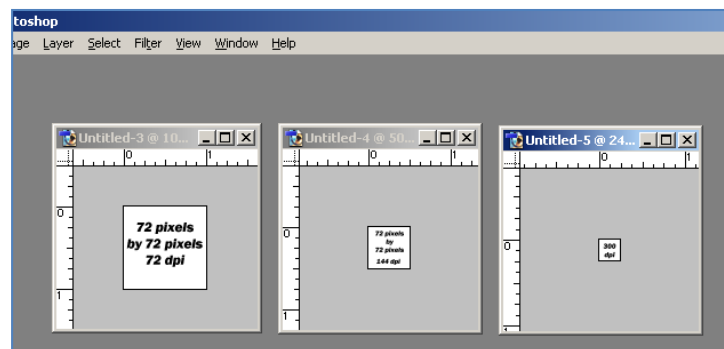 toshop
age Layer Select Filter View Window Help
Untitled-3 @ 10...
Untitled-4 @ 50...
Untitled-5 @ 24...
0 1
0 1
0 1
0
1
0
1
0
1
72 pixels
by 72 pixels
72 dpi
72 pixels
by
72 pixels
144 dpi
300
dpi